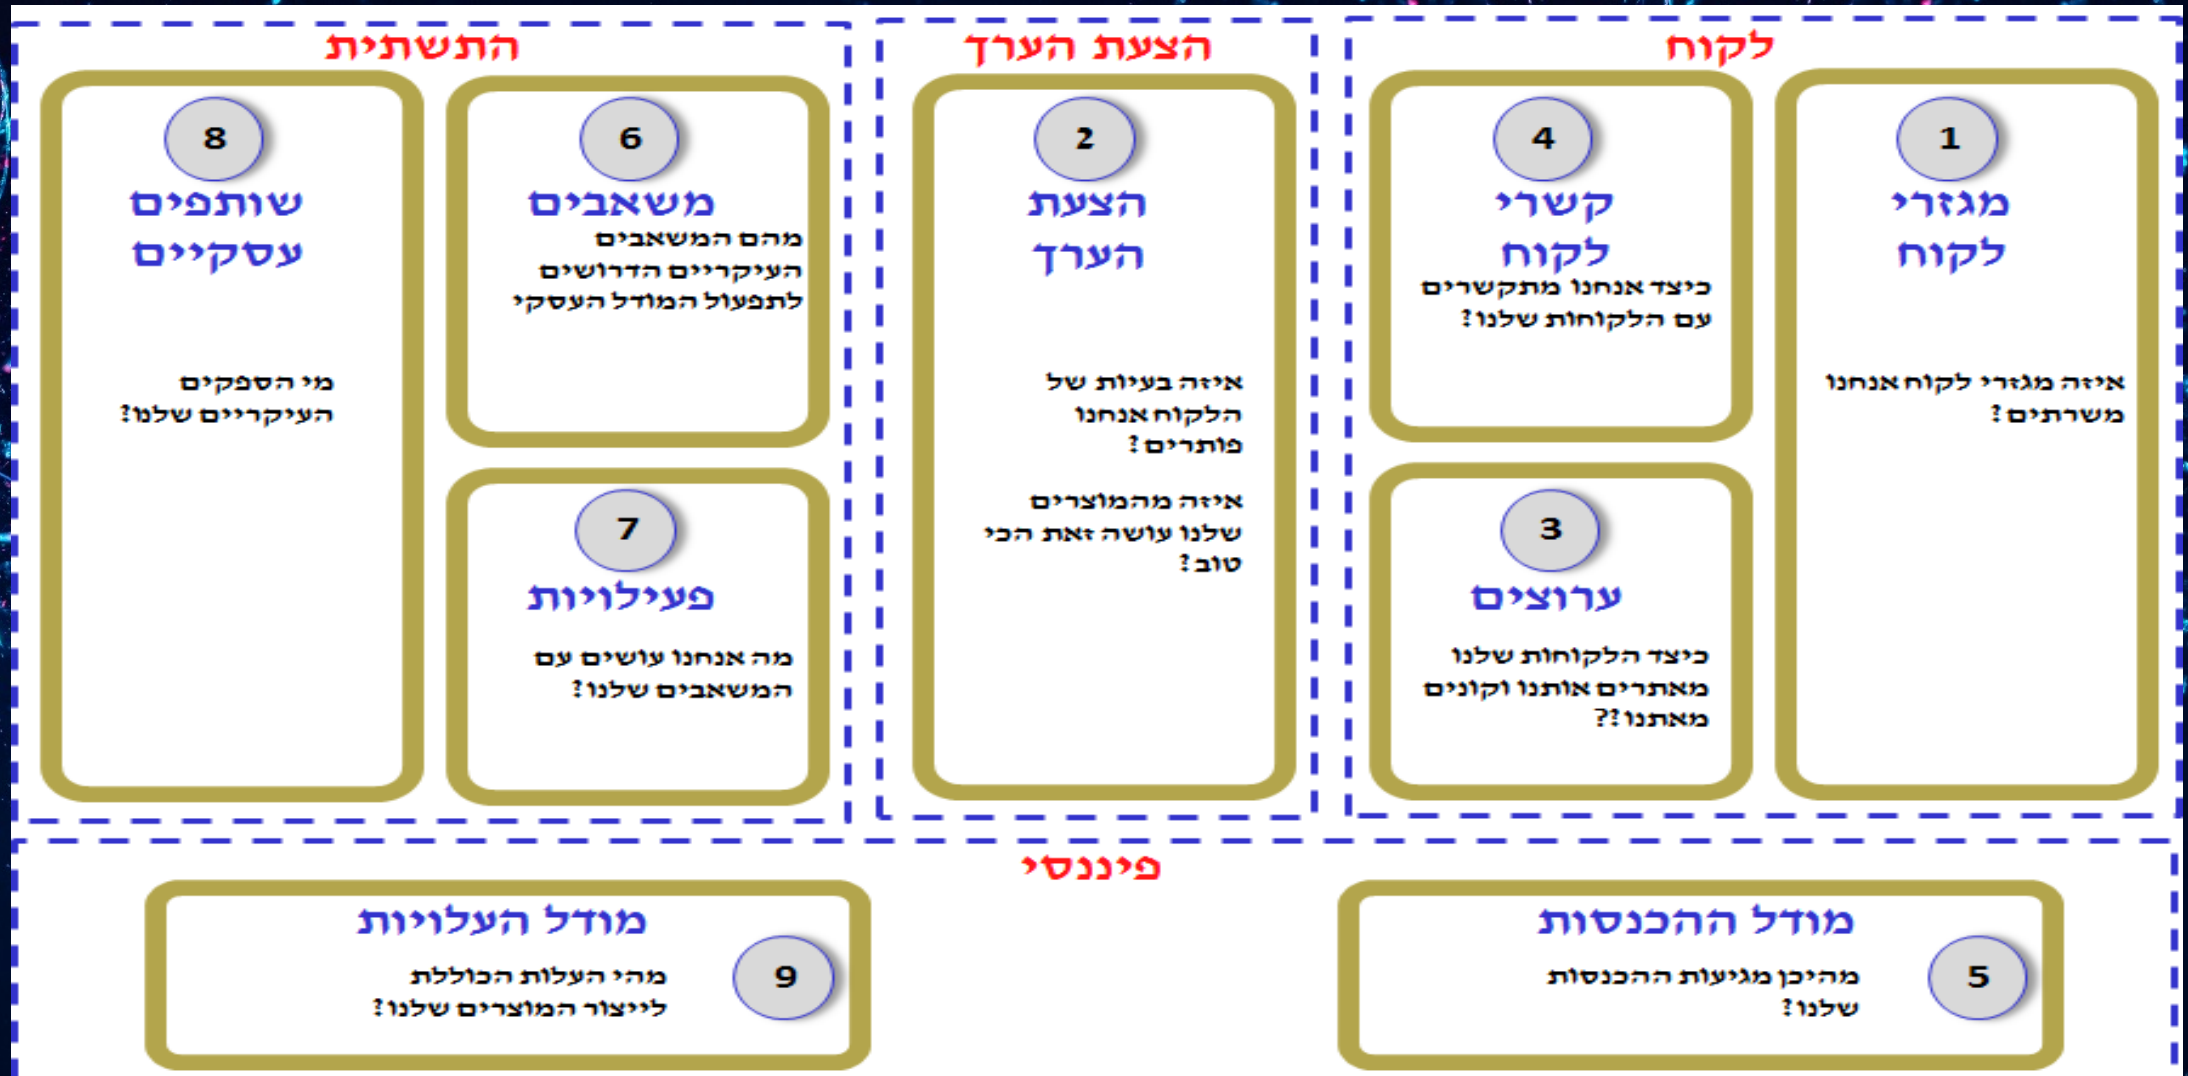 לקוח
1
מגזרי
לקוח
איזה מגזרי לקוח אנחנו
משרתים?
4
קשרי
לקוח
כיצד אנחנו מתקשרים
עם הלקוחות שלנו?
3
ערוצים
כיצד הלקוחות שלנו
מאתרים אותנו וקונים
מאתנו??
הצעת הערך
2
הצעת
הערך
איזה בעיות של
הלקוח אנחנו
פותרים?
איזה מהמוצרים
שלנו עושה זאת הכי
טוב?
התשתית
6
משאבים
מהם המשאבים
העיקריים הדרושים
לתפעול המודל העסקי
7
פעילויות
מה אנחנו עושים עם
המשאבים שלנו?
8
שותפים
עסקיים
מי הספקים
העיקריים שלנו?
פיננסי
5
מודל ההכנסות
מהיכן מגיעות ההכנסות
שלנו?
9
מודל העלויות
מהי העלות הכוללת
לייצור המוצרים שלנו?